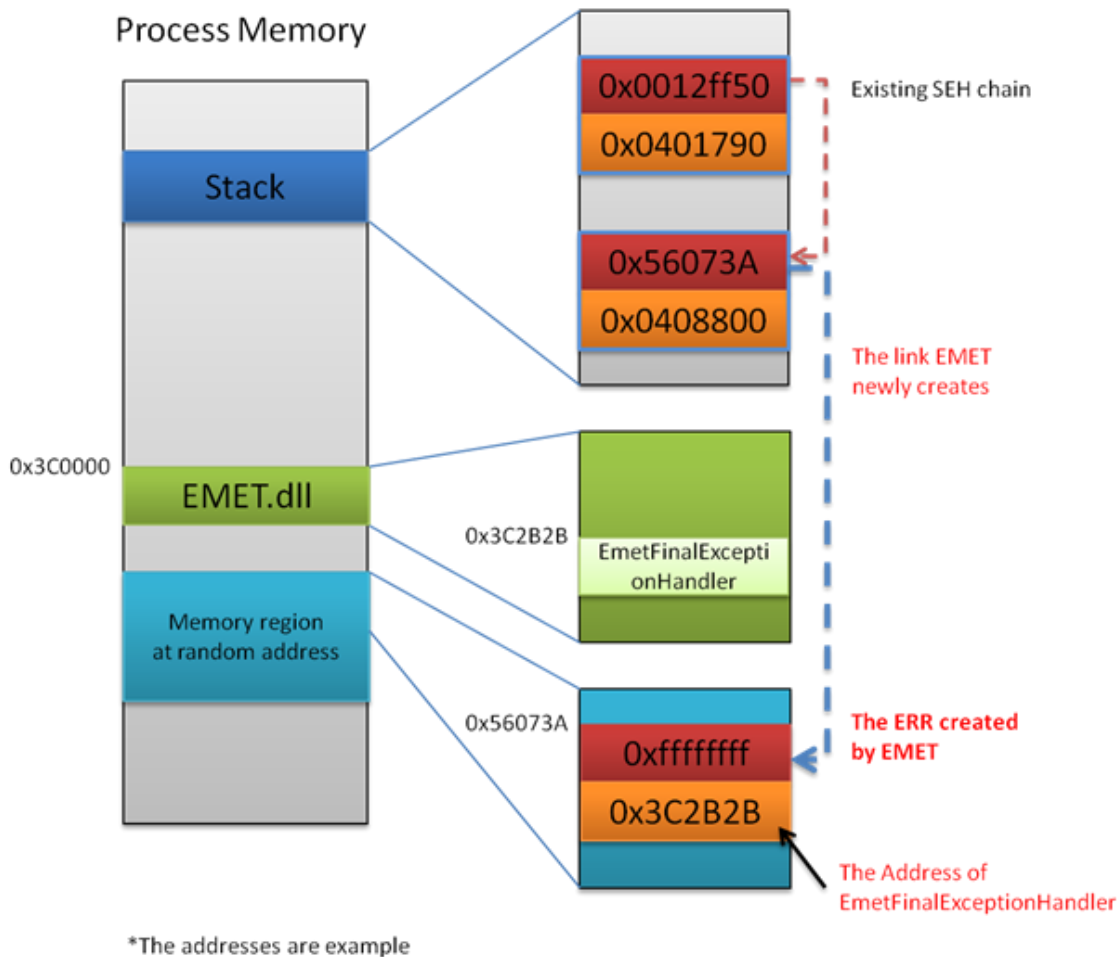 Process Memory
Stack
0x3C0000
EMET.dll
Memory region
at random address
0x0012ff50
0x0401790
0x56073A
0x0408800
Existing SEH chain
The link EMET
newly creates
0x3C2B2B
EmetFinalExcepti
onHandler
0x56073A
0xffffffff
0x3C2B2B
The ERR created
by EMET
The Address of
EmetFinalExceptionHandler
*The addresses are example